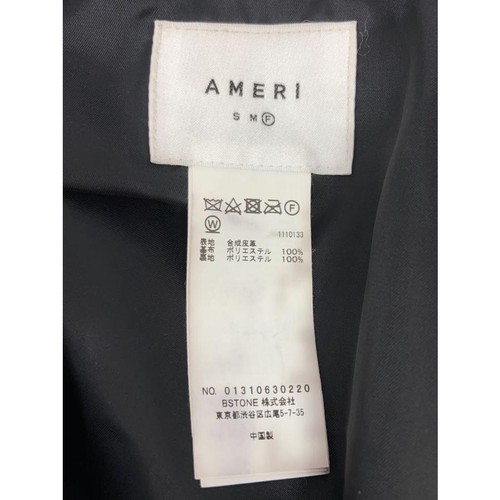 AMERI
S M F
F
W
1110133
表地 合成皮革
基布 ポリエステル 100%
裏地 ポリエステル 100%
NO. 01310630220
BSTONE 株式会社
東京都渋谷区広尾5-7-35
中国製